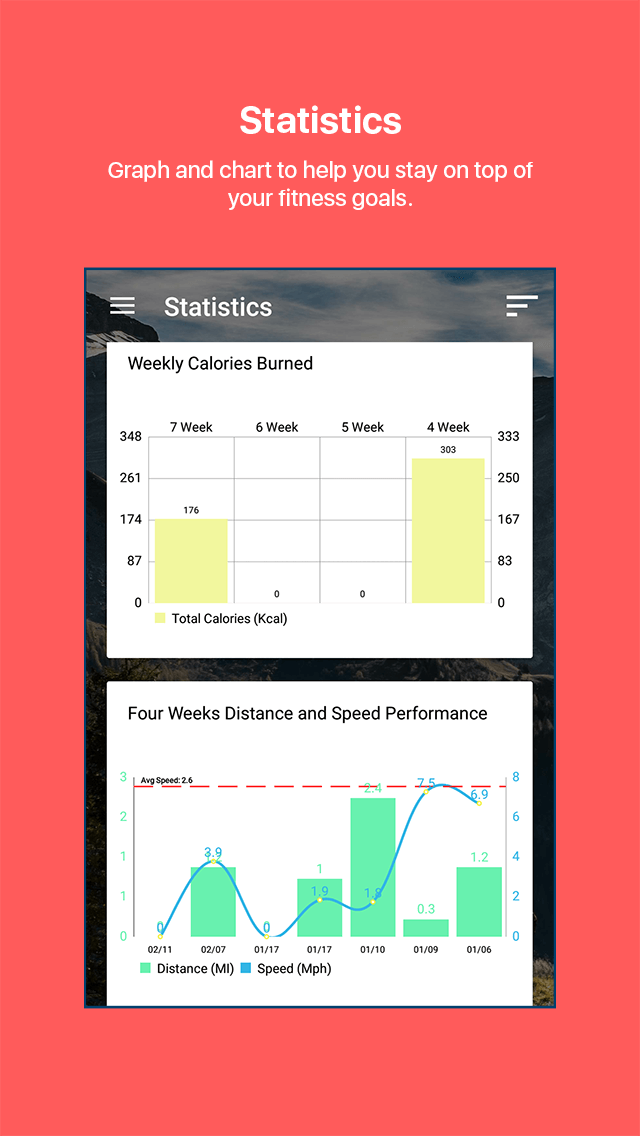 Statistics
Graph and chart to help you stay on top of
your fitness goals.
Statistics
Weekly Calories Burned
7 Week 6 Week 5 Week 4 Week
348 333
303
261 250
176
174 167
87 83
0 0
0 0
Total Calories (Kcal)
Four Weeks Distance and Speed Performance
3 Avg Speed: 2.6 7.5 8
2.4 6.9
2 6
3.9 1 1.2 4
1
1.9 1.8
1 0.3 2
0 0 0 0
02/11 02/07 01/17 01/17 01/10 01/09 01/06
Distance (MI) Speed (Mph)